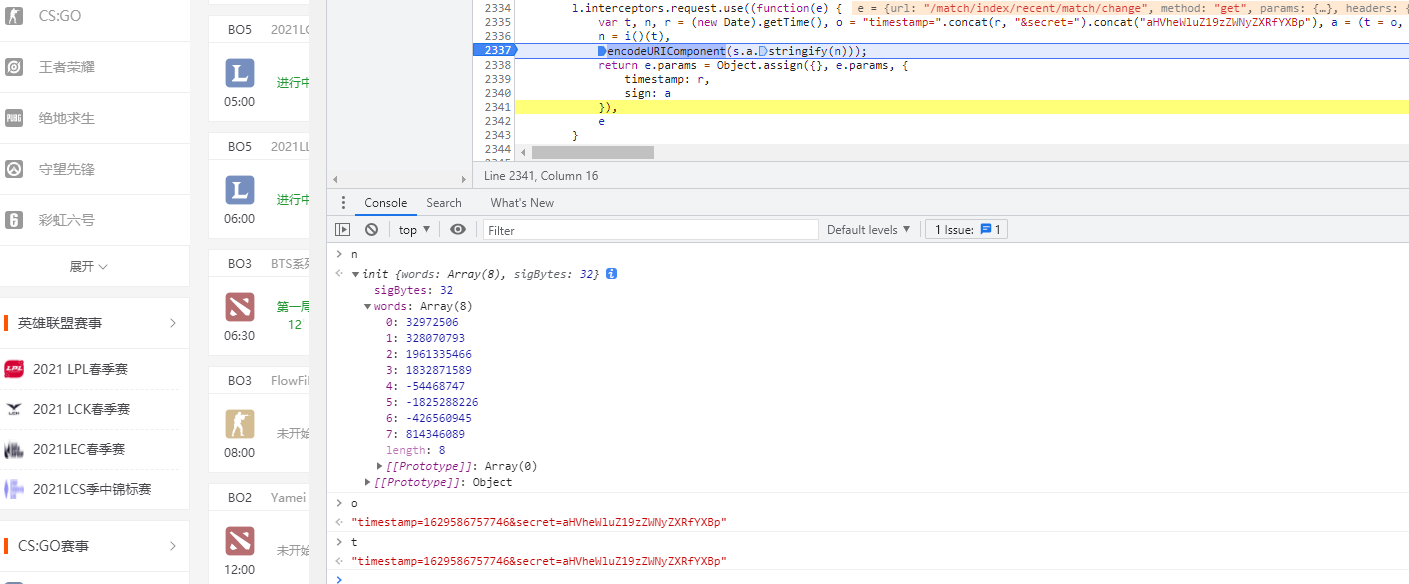 CS:GO
王者荣耀
PUBG
绝地求生
守望先锋
6
彩虹六号
展开
英雄联盟赛事
LPL
2021 LPL春季赛
LCK
2021 LCK春季赛
2021LEC春季赛
2021LCS季中锦标赛
CS:GO赛事
BO5
L
进行中
05:00
BO5
L
进行中
06:00
BO3
BTS系
第一局
12
06:30
BO3
FlowFi
未开始
08:00
BO2
Yamei
未开始
12:00
2334 l.interceptors.request.use((function(e) { e = {url: "/match/index/recent/match/change", method: "get", params: {…}, headers: {
2335 var t, n, r = (new Date).getTime(), o = "timestamp=".concat(r, "&secret=").concat("aHVheWluZ19zZWNyZXRfYXBp"), a = (t = o,
2336 n = i()(t),
2337 encodeURIComponent(s.a.stringify(n)));
2338 return e.params = Object.assign({}, e.params, {
2339 timestamp: r,
2340 sign: a
2341 }),
2342 e
2343 }
2344
Line 2341, Column 16
Console Search What's New
top ▼ Filter Default levels ▼ 1 Issue: 1
n
init {words: Array(8), sigBytes: 32}
sigBytes: 32
words: Array(8)
0: 32972506
1: 328070793
2: 1961335466
3: 1832871589
4: -54468747
5: -1825288226
6: -426560945
7: 814346089
length: 8
[[Prototype]]: Array(0)
[[Prototype]]: Object
o
"timestamp=1629586757746&secret=aHVheWluZ19zZWNyZXRfYXBp"
t
"timestamp=1629586757746&secret=aHVheWluZ19zZWNyZXRfYXBp"